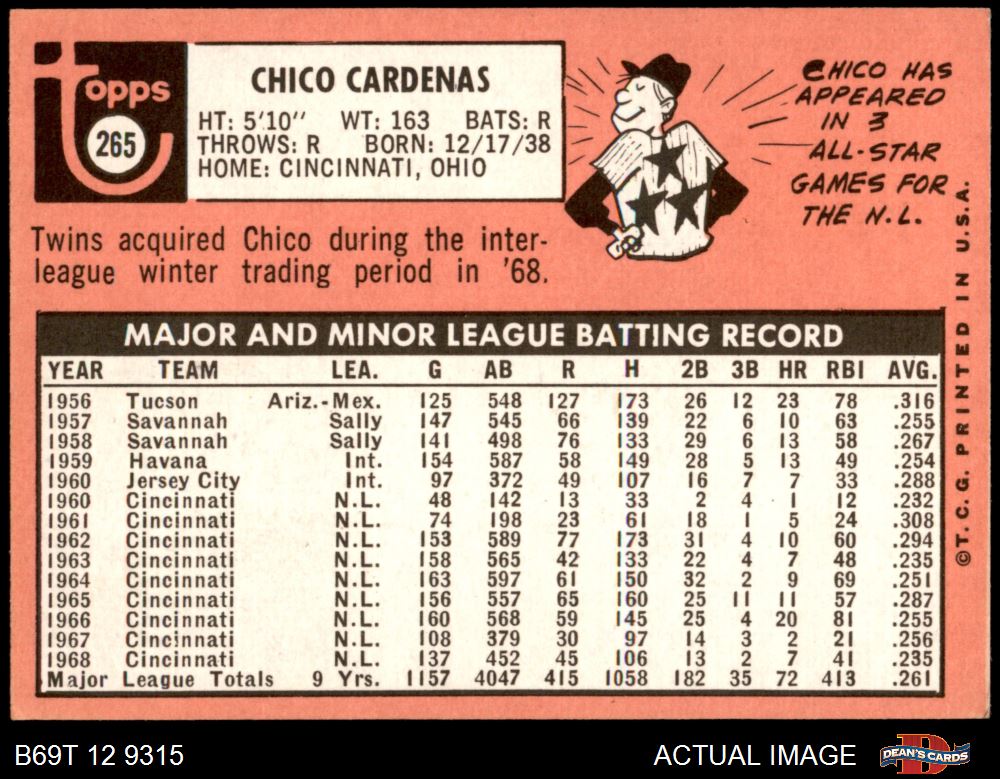 Topps
265
CHICO CARDENAS
HT: 5'10" WT: 163 BATS: R
THROWS: R BORN: 12/17/38
HOME: CINCINNATI, OHIO
CHICO HAS
APPEARED
IN 3
ALL-STAR
GAMES FOR
THE N.L.
Twins acquired Chico during the inter-
league winter trading period in '68.
MAJOR AND MINOR LEAGUE BATTING RECORD
YEAR TEAM LEA. G AB R H 2B 3B HR RBI AVG.
1956 Tucson Ariz.-Mex. 125 548 127 173 26 12 23 78 .316
1957 Savannah Sally 147 545 66 139 22 6 10 63 .255
1958 Savannah Sally 141 498 76 133 29 6 13 58 .267
1959 Havana Int. 154 587 58 149 28 5 13 49 .254
1960 Jersey City Int. 97 372 49 107 16 7 7 33 .288
1960 Cincinnati N.L. 48 142 13 33 2 4 1 12 .232
1961 Cincinnati N.L. 74 198 23 61 18 1 5 24 .308
1962 Cincinnati N.L. 153 589 77 173 31 4 10 60 .294
1963 Cincinnati N.L. 158 565 42 133 22 4 7 48 .235
1964 Cincinnati N.L. 163 597 61 150 32 2 9 69 .251
1965 Cincinnati N.L. 156 557 65 160 25 11 11 57 .287
1966 Cincinnati N.L. 160 568 59 145 25 4 20 81 .255
1967 Cincinnati N.L. 108 379 30 97 14 3 2 21 .256
1968 Cincinnati N.L. 137 452 45 106 13 2 7 41 .235
Major League Totals 9 Yrs. 1157 4047 415 1058 182 35 72 413 .261
©T.C.G. PRINTED IN U.S.A.
B69T 12 9315
ACTUAL IMAGE
DEAN'S CARDS